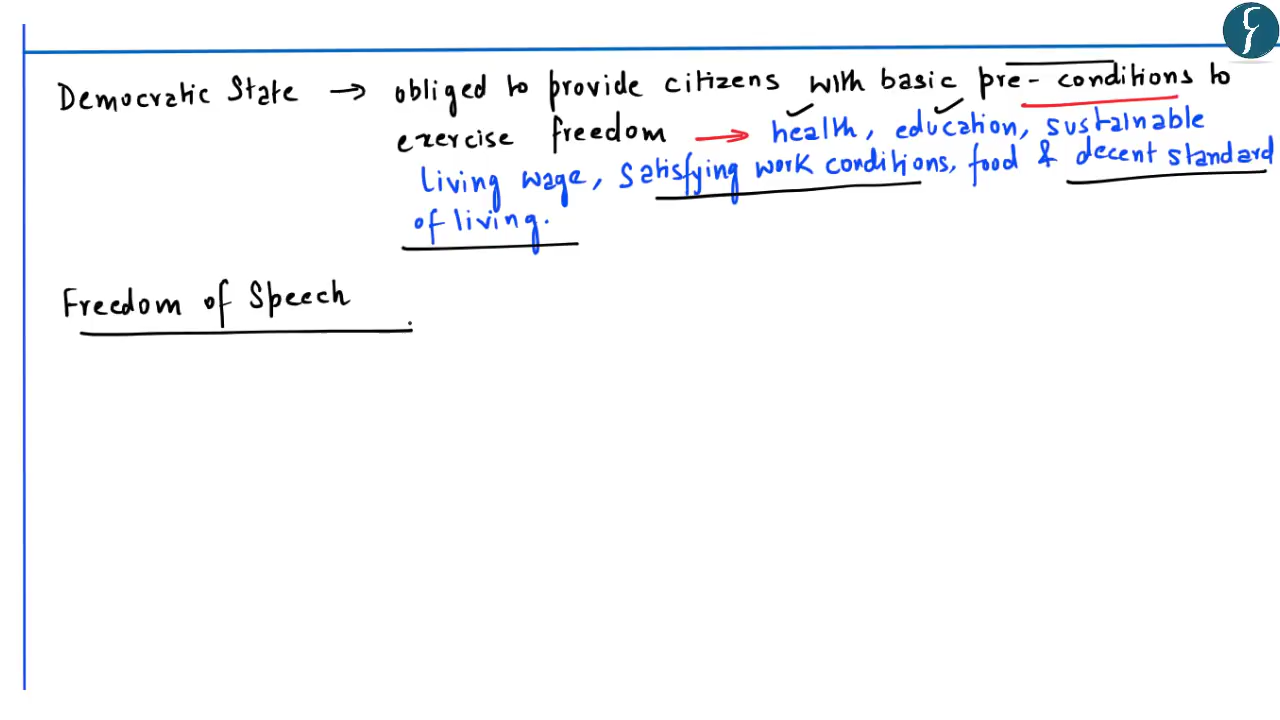 Democratic State → obliged to provide citizens with basic pre-conditions to
exercise freedom → health, education, sustainable
living wage, satisfying work conditions, food & decent standard
of living.
Freedom of Speech